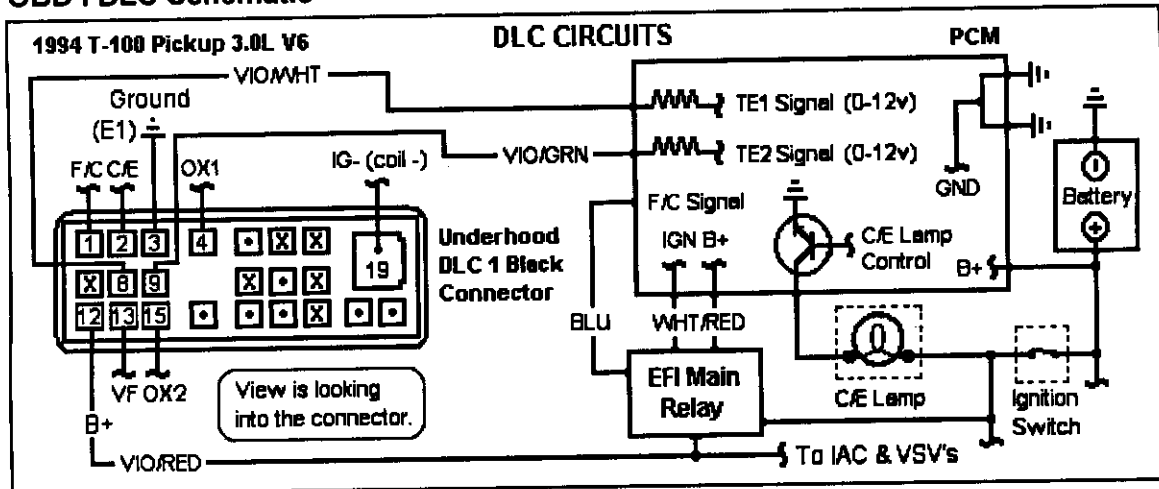 1994 T-100 Pickup 3.0L V6
DLC CIRCUITS
PCM
VIO/WHT
Ground
(E1)
TE1 Signal (0-12v)
F/C C/E
OX1
IG- (coil -)
VIO/GRN
TE2 Signal (0-12v)
GND
Battery
F/C Signal
IGN B+
C/E Lamp
Control
B+
1 2 3 4 X X
19
X 8 9 X X
12 13 15 X
Underhood
DLC 1 Black
Connector
BLU
WHT/RED
VF OX2
B+
View is looking
into the connector.
EFI Main
Relay
C/E Lamp
Ignition
Switch
VIO/RED
To IAC & VSV's